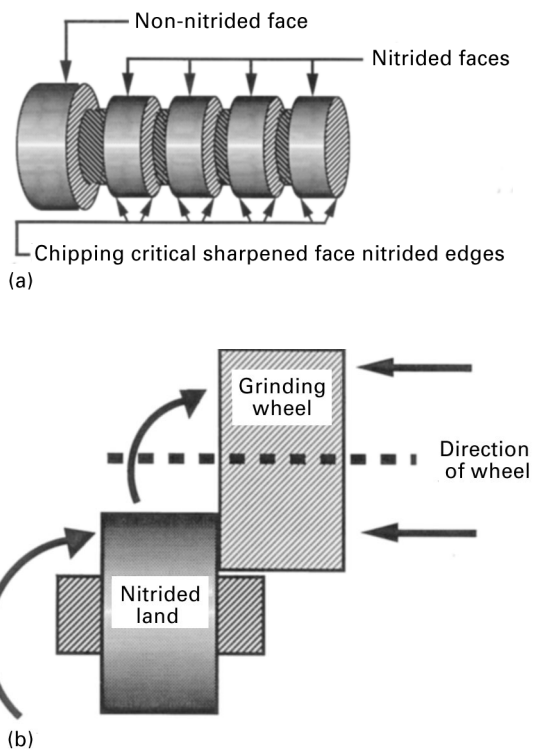 Non-nitrided face
Nitrided faces
Chipping critical sharpened face nitrided edges
(a)
Grinding
wheel
Direction
of wheel
Nitrided
land
(b)